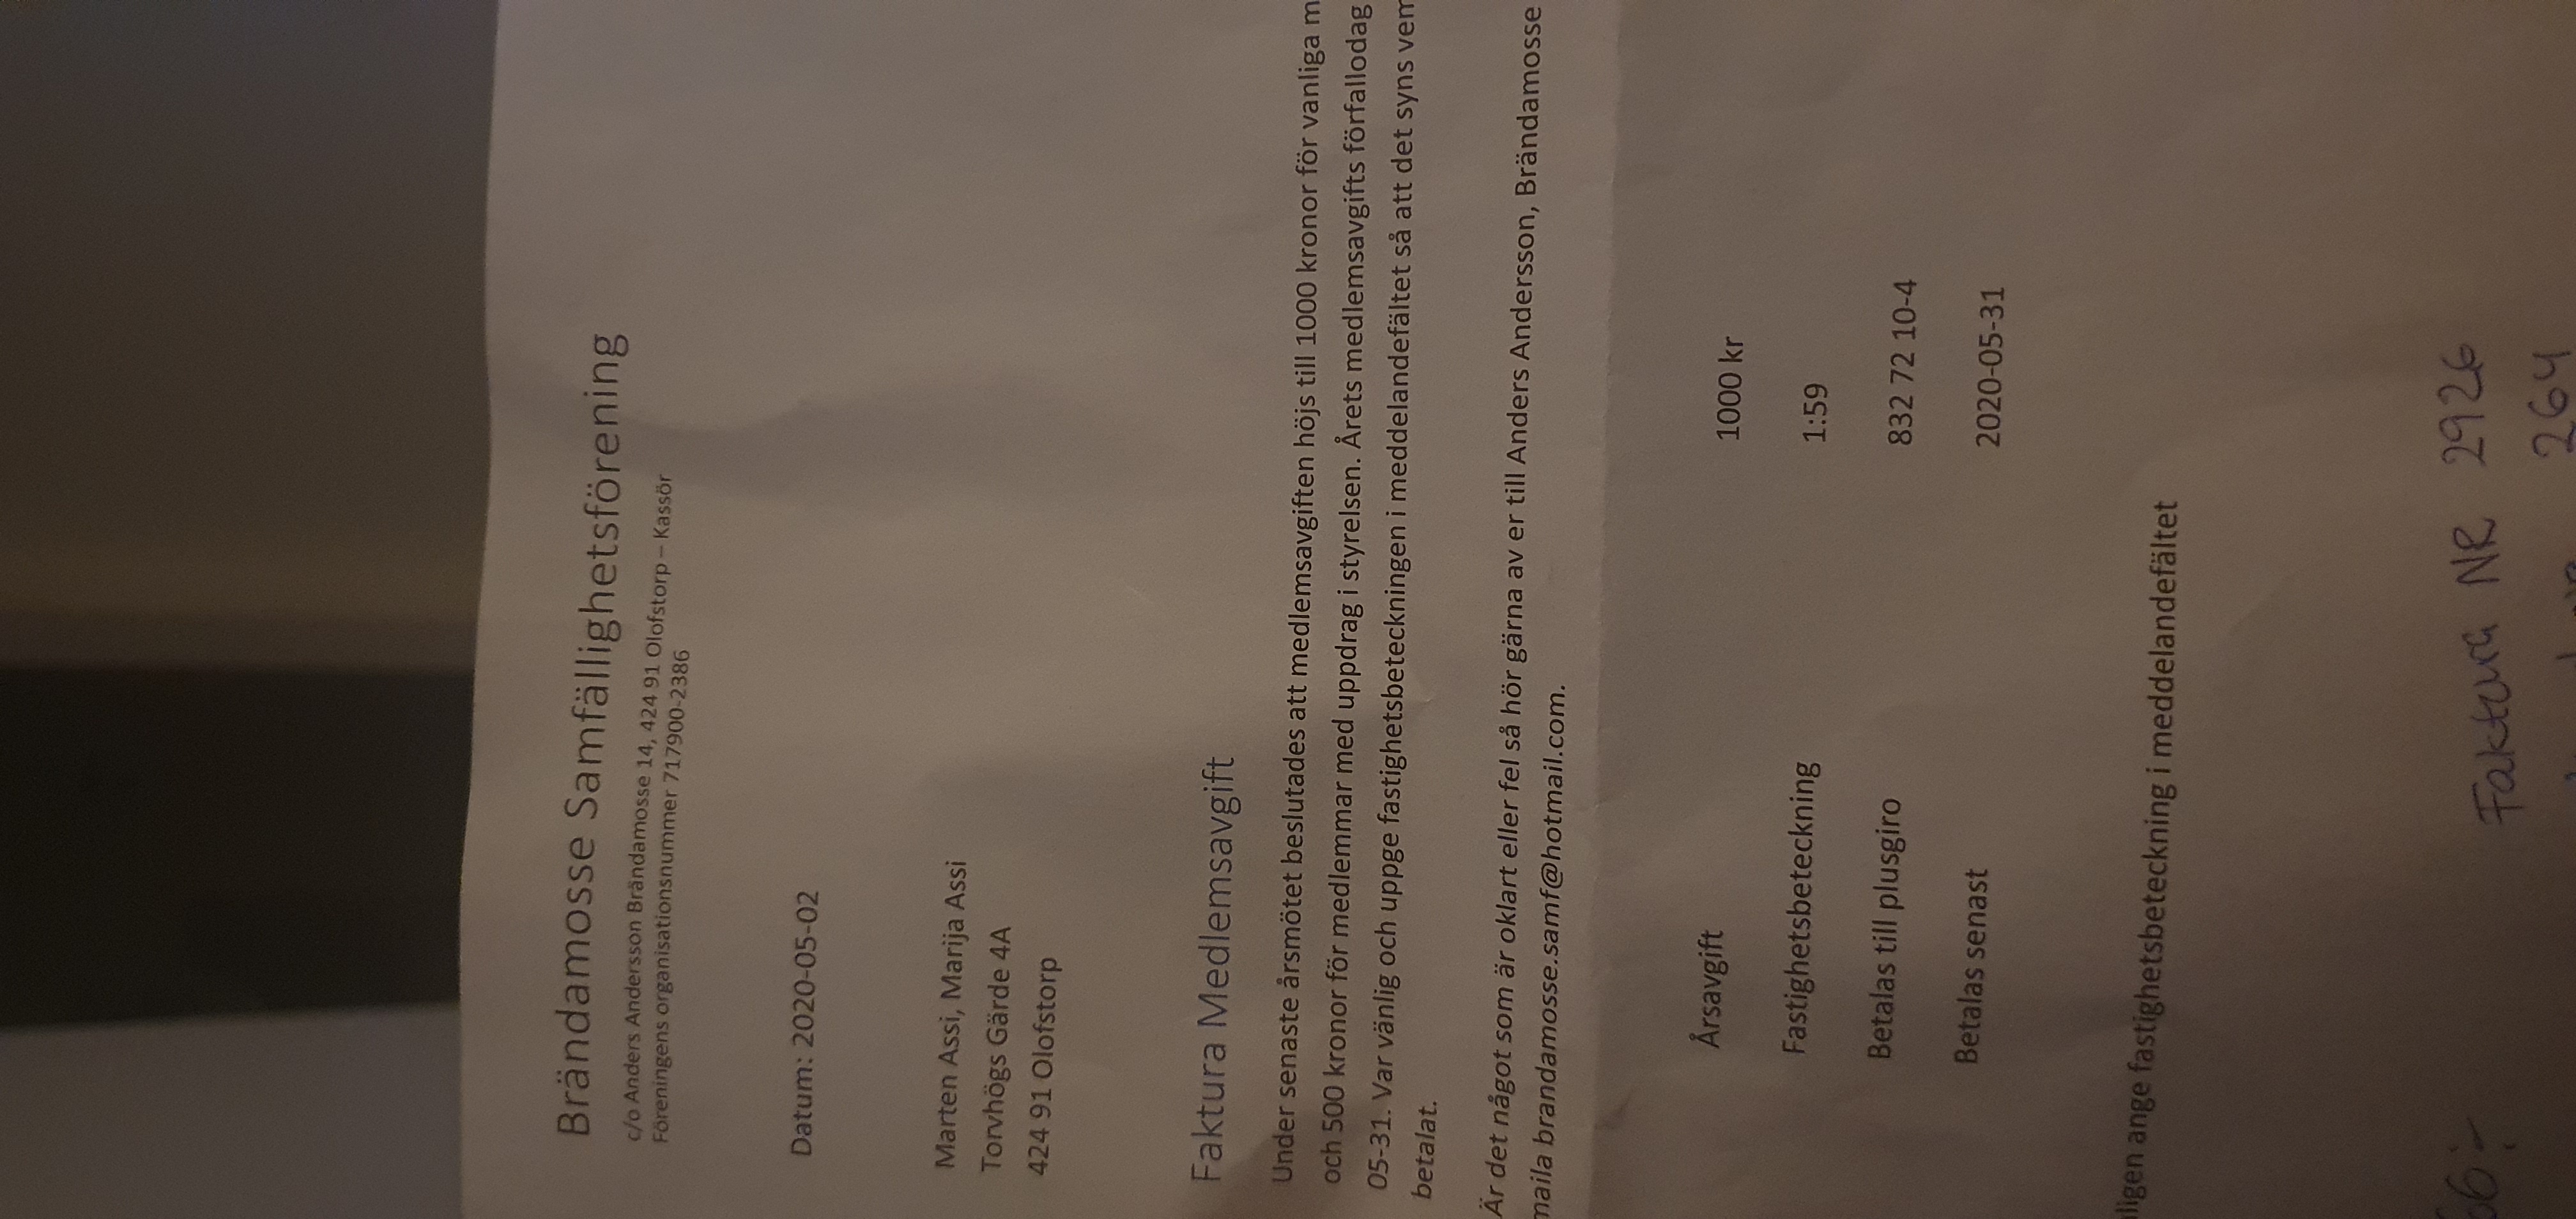 Brändamosse Samfällighetsförening
c/o Anders Andersson Brändamosse 14, 424 91 Olofstorp – Kassör
Föreningens organisationsnummer 717900-2386
Datum: 2020-05-02
Marten Assi, Marija Assi
Torvhögs Gärde 4A
424 91 Olofstorp
Faktura Medlemsavgift
Under senaste årsmötet beslutades att medlemsavgiften höjs till 1000 kronor för vanliga m
och 500 kronor för medlemmar med uppdrag i styrelsen. Årets medlemsavgifts förfallodag
05-31. Var vänlig och uppge fastighetsbeteckningen i meddelandefältet så att det syns vem
betalat.
Är det något som är oklart eller fel så hör gärna av er till Anders Andersson, Brändamosse
maila brandamosse.samf@hotmail.com.
Årsavgift 1000 kr
Fastighetsbeteckning 1:59
Betalas till plusgiro 832 72 10-4
Betalas senast 2020-05-31
ligen ange fastighetsbeteckning i meddelandefältet
66:-
Faktura NR 2926
264